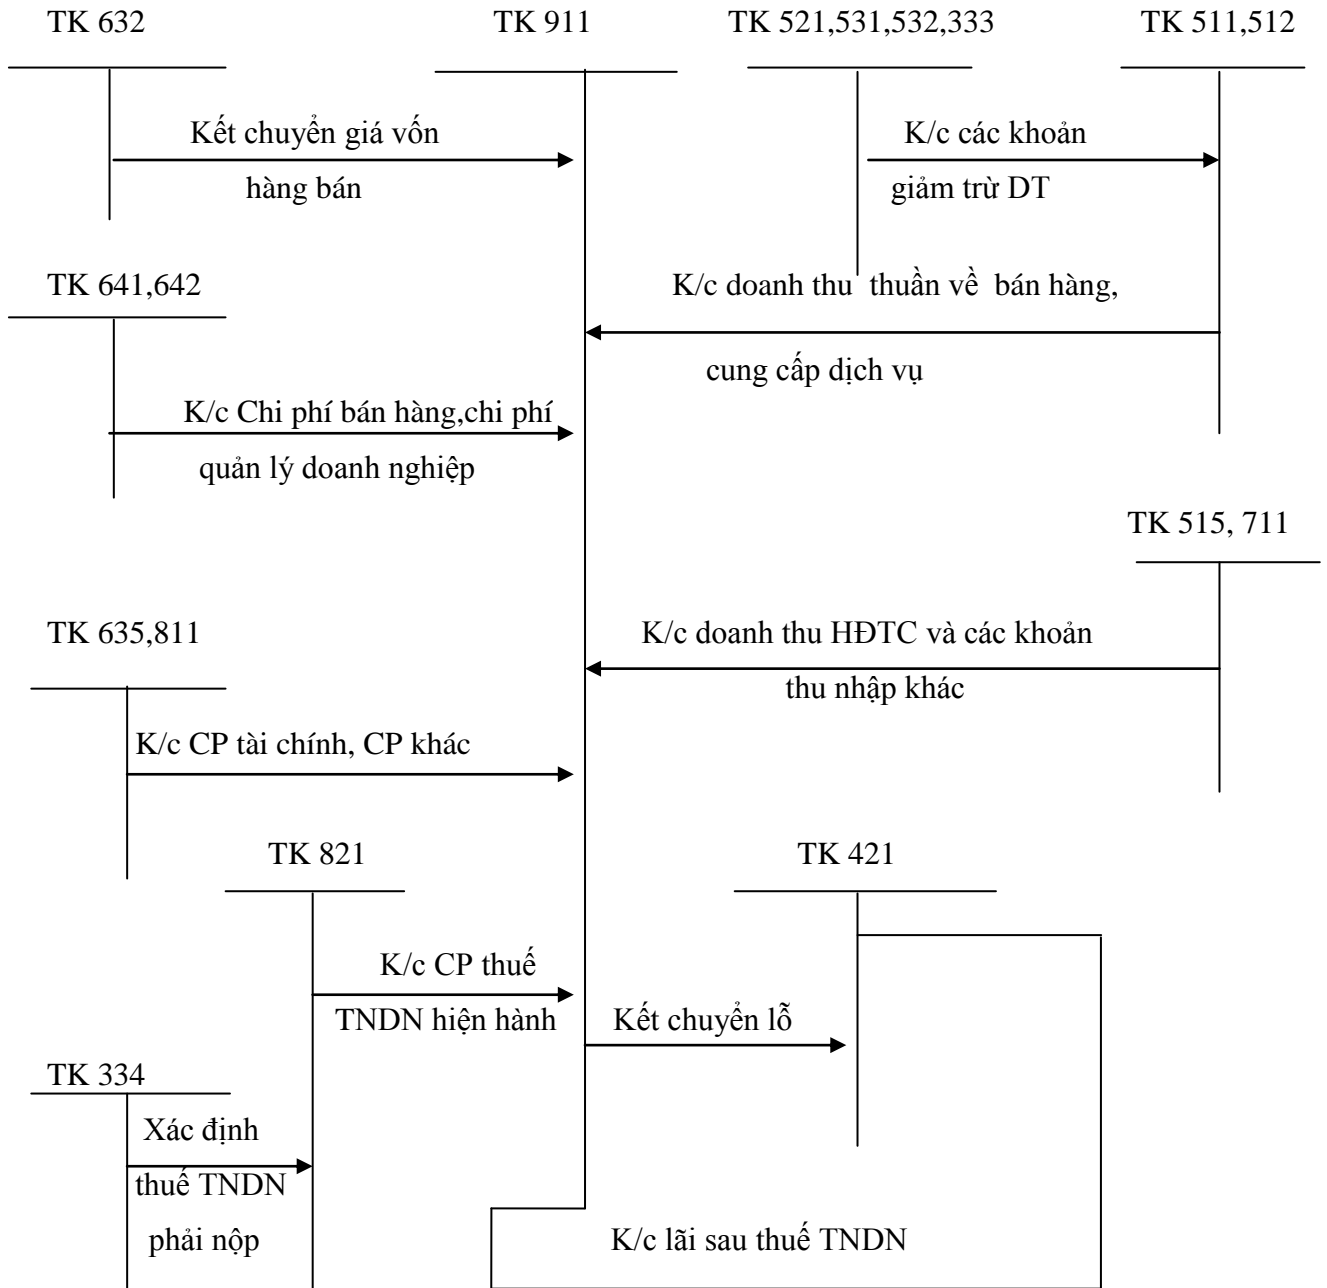 TK 632
TK 911
TK 521,531,532,333
TK 511,512
Kết chuyển giá vốn
hàng bán
K/c các khoản
giảm trừ DT
TK 641,642
K/c doanh thu thuần về bán hàng,
cung cấp dịch vụ
K/c Chi phí bán hàng,chi phí
quản lý doanh nghiệp
TK 515, 711
TK 635,811
K/c doanh thu HĐTC và các khoản
thu nhập khác
K/c CP tài chính, CP khác
TK 821
TK 421
K/c CP thuế
TNDN hiện hành
Kết chuyển lỗ
TK 334
Xác định
thuế TNDN
phải nộp
K/c lãi sau thuế TNDN